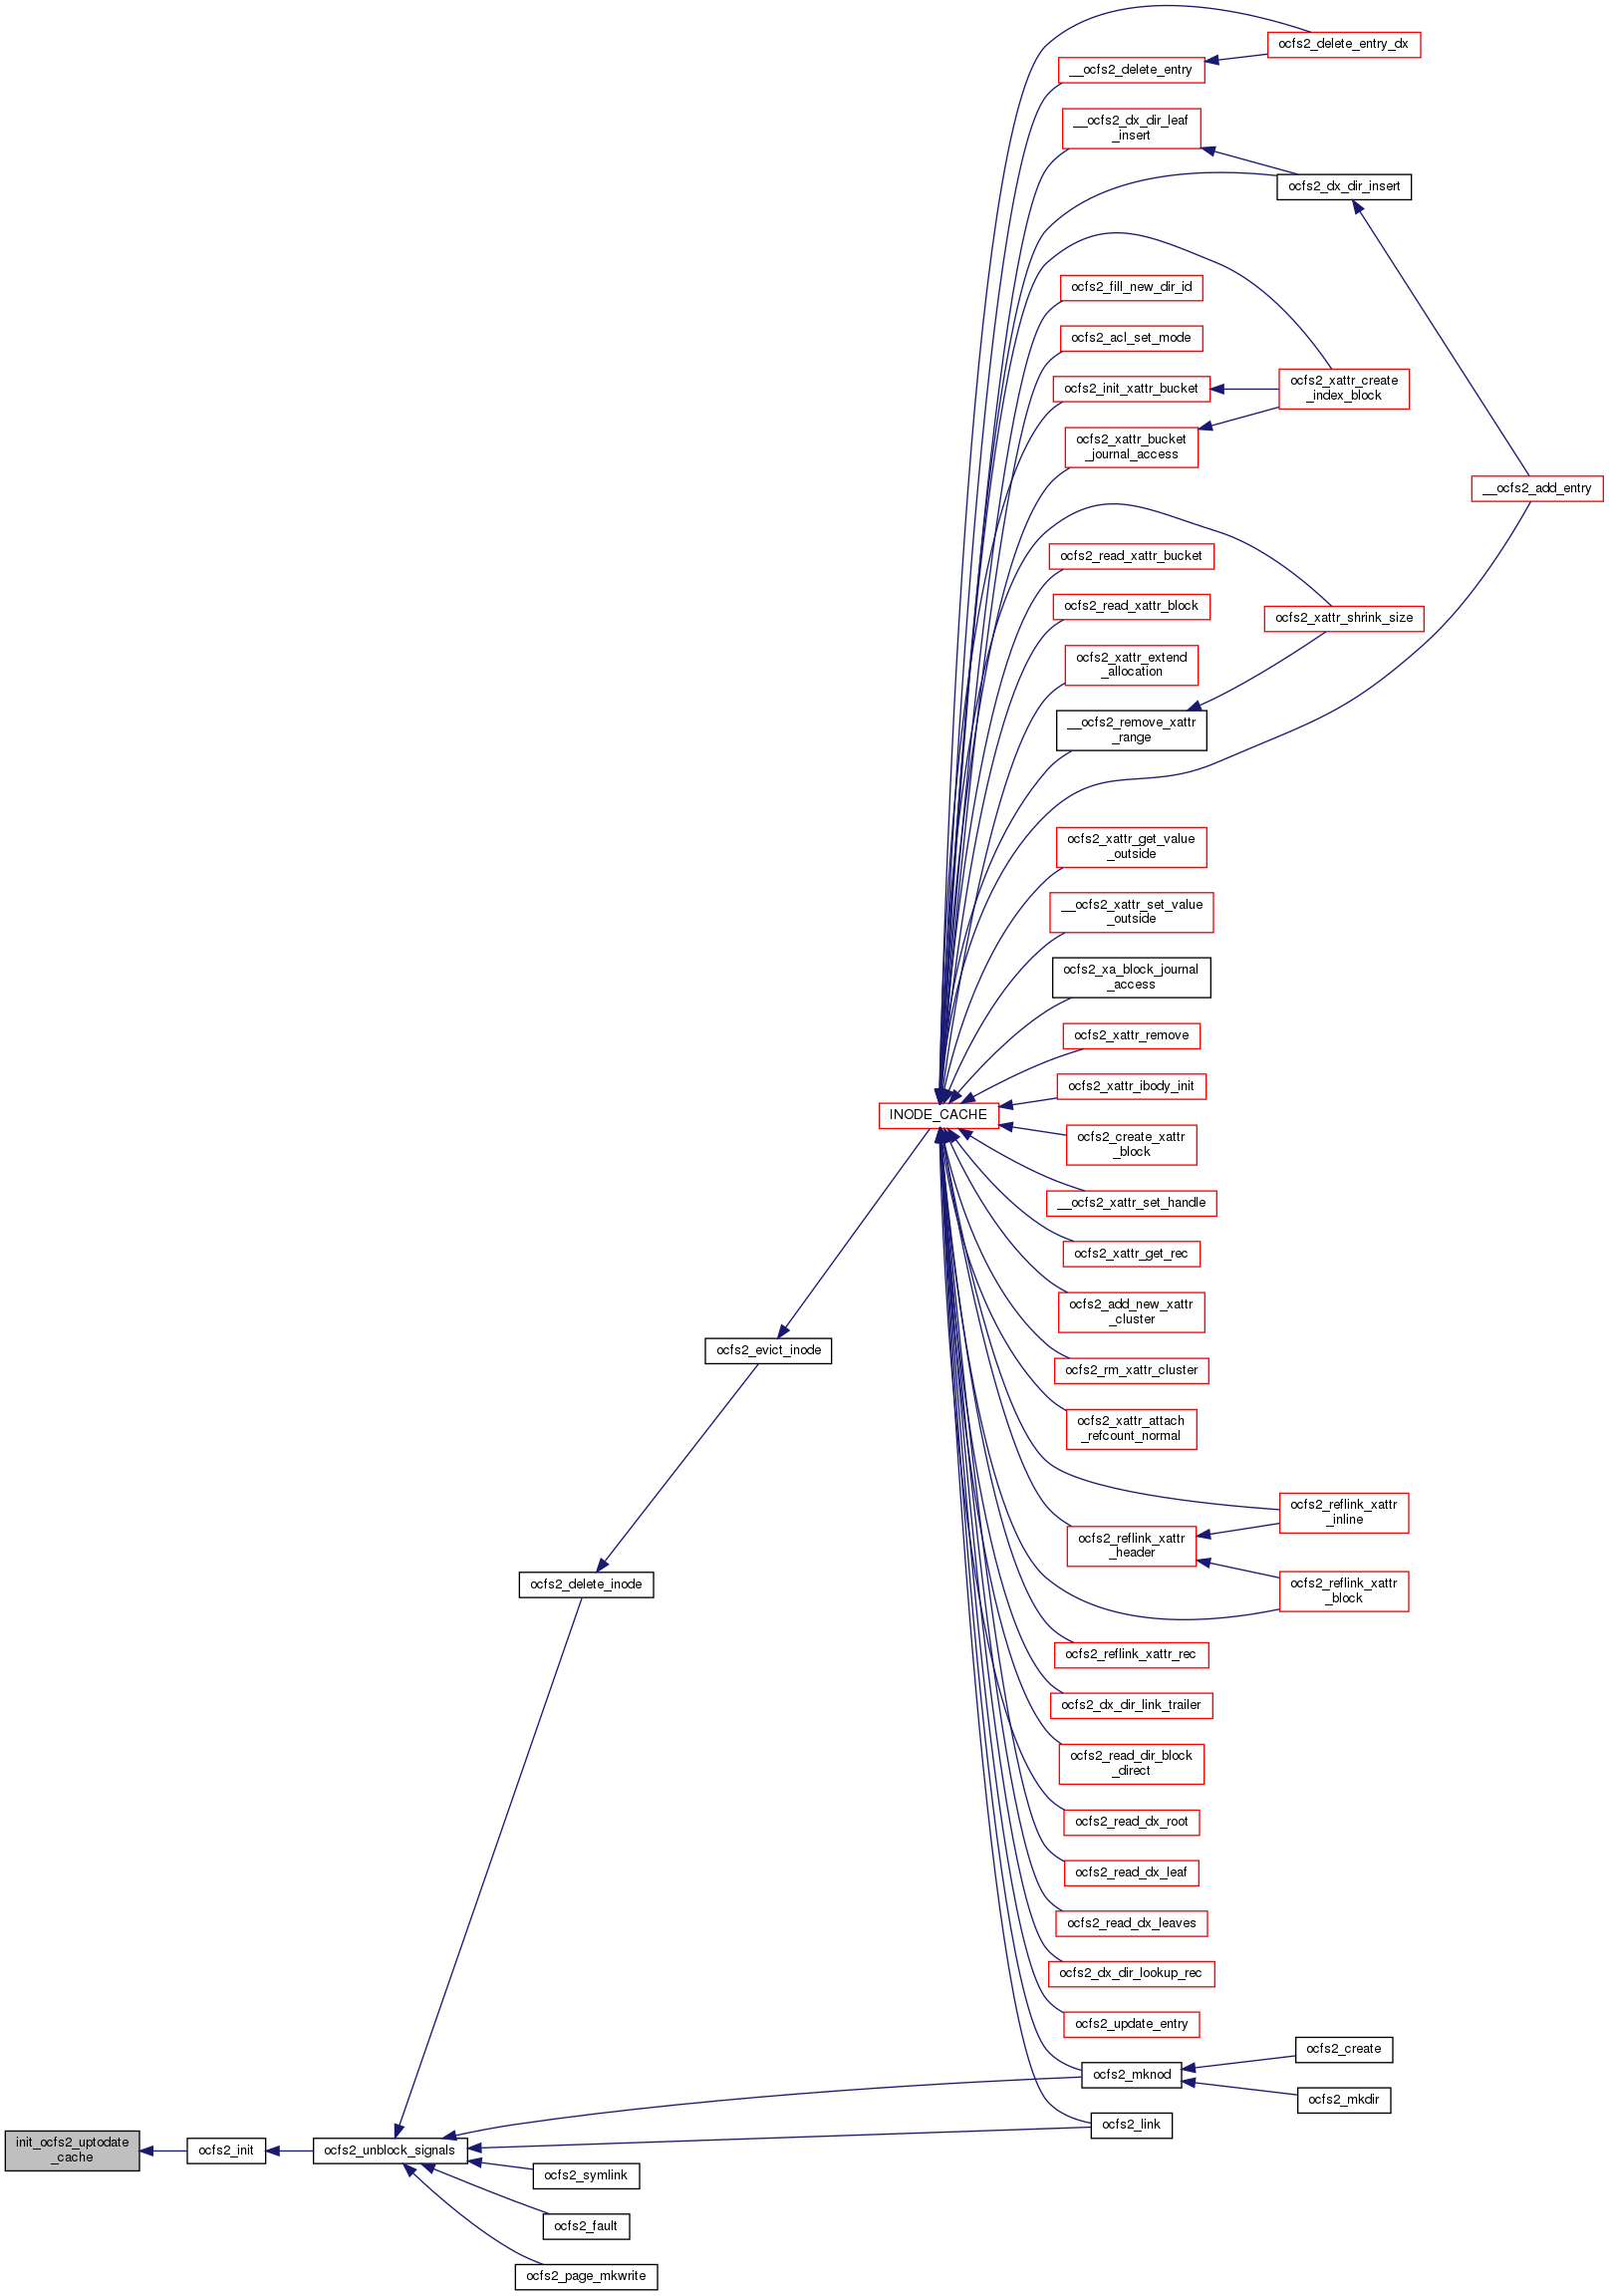 ocfs2_delete_entry_dx
__ocfs2_delete_entry
__ocfs2_dx_dir_leaf
_insert
ocfs2_dx_dir_insert
ocfs2_fill_new_dir_id
ocfs2_acl_set_mode
ocfs2_init_xattr_bucket
ocfs2_xattr_create
_index_block
ocfs2_xattr_bucket
_journal_access
__ocfs2_add_entry
ocfs2_read_xattr_bucket
ocfs2_read_xattr_block
ocfs2_xattr_shrink_size
ocfs2_xattr_extend
_allocation
__ocfs2_remove_xattr
_range
ocfs2_xattr_get_value
_outside
__ocfs2_xattr_set_value
_outside
ocfs2_xa_block_journal
_access
ocfs2_xattr_remove
ocfs2_xattr_ibody_init
INODE_CACHE
ocfs2_create_xattr
_block
__ocfs2_xattr_set_handle
ocfs2_xattr_get_rec
ocfs2_add_new_xattr
_cluster
ocfs2_evict_inode
ocfs2_rm_xattr_cluster
ocfs2_xattr_attach
_refcount_normal
ocfs2_reflink_xattr
_inline
ocfs2_reflink_xattr
_header
ocfs2_delete_inode
ocfs2_reflink_xattr
_block
ocfs2_reflink_xattr_rec
ocfs2_dx_dir_link_trailer
ocfs2_read_dir_block
_direct
ocfs2_read_dx_root
ocfs2_read_dx_leaf
ocfs2_read_dx_leaves
ocfs2_dx_dir_lookup_rec
ocfs2_update_entry
ocfs2_create
ocfs2_mknod
ocfs2_mkdir
ocfs2_link
init_ocfs2_uptodate
_cache
ocfs2_init
ocfs2_unblock_signals
ocfs2_symlink
ocfs2_fault
ocfs2_page_mkwrite